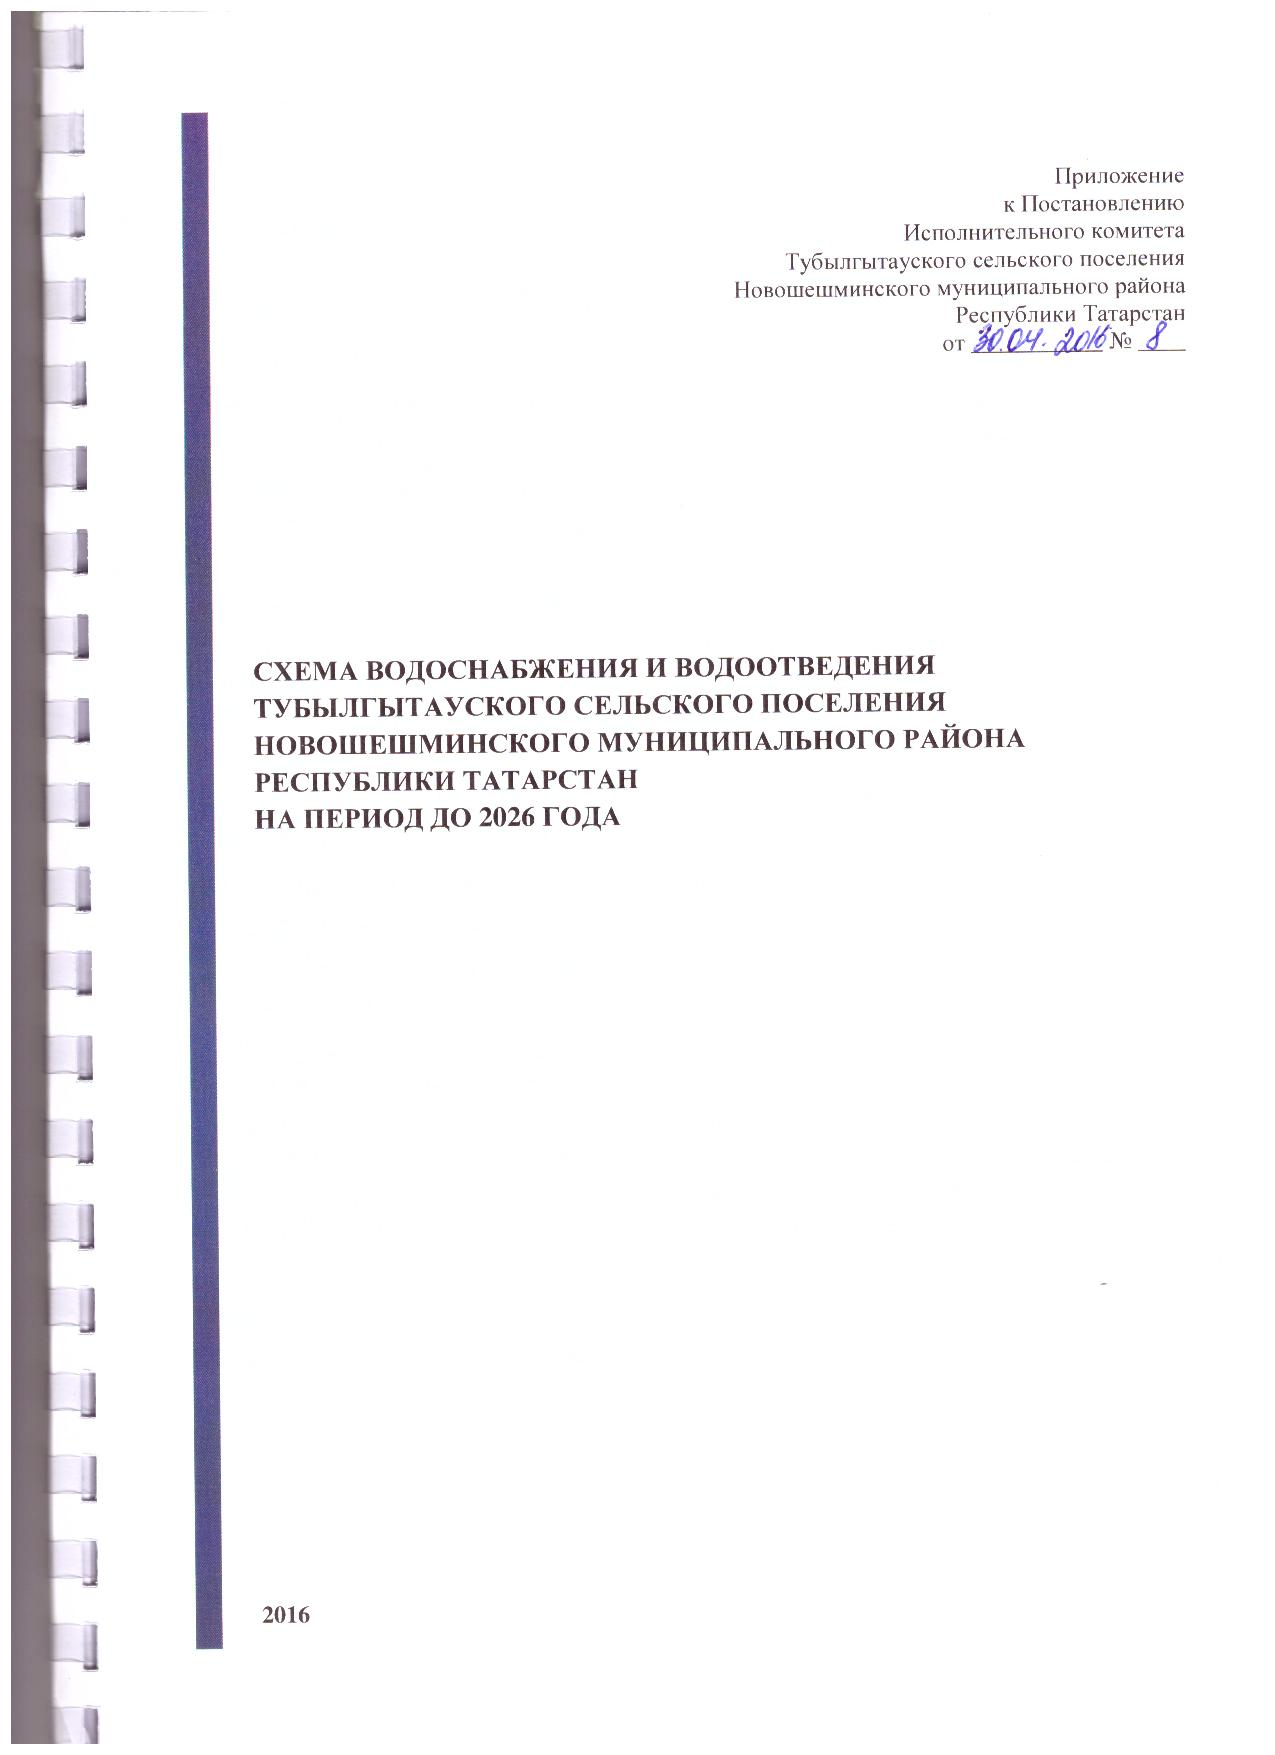 Приложение
к Постановлению
Исполнительного комитета
Тубылгытауского сельского поселения
Новошешминского муниципального района
Республики Татарстан
от 30.04. 2016 № 8
СХЕМА ВОДОСНАБЖЕНИЯ И ВОДООТВЕДЕНИЯ
ТУБЫЛГЫТАУСКОГО СЕЛЬСКОГО ПОСЕЛЕНИЯ
НОВОШЕШМИНСКОГО МУНИЦИПАЛЬНОГО РАЙОНА
РЕСПУБЛИКИ ТАТАРСТАН
НА ПЕРИОД ДО 2026 ГОДА
2016